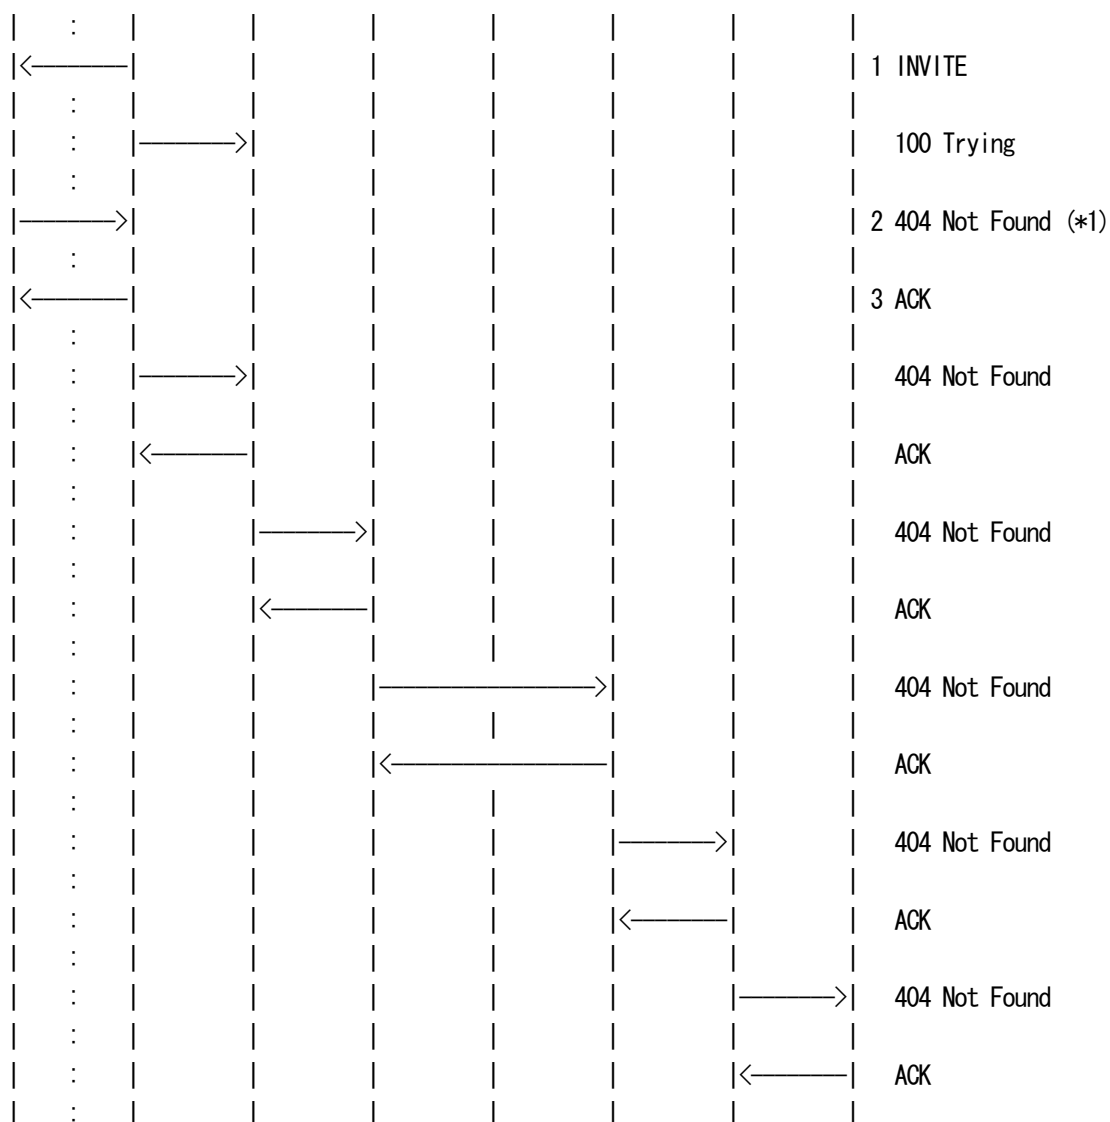 1 INVITE
100 Trying
2 404 Not Found (*1)
3 ACK
404 Not Found
ACK
404 Not Found
ACK
404 Not Found
ACK
404 Not Found
ACK
404 Not Found
ACK